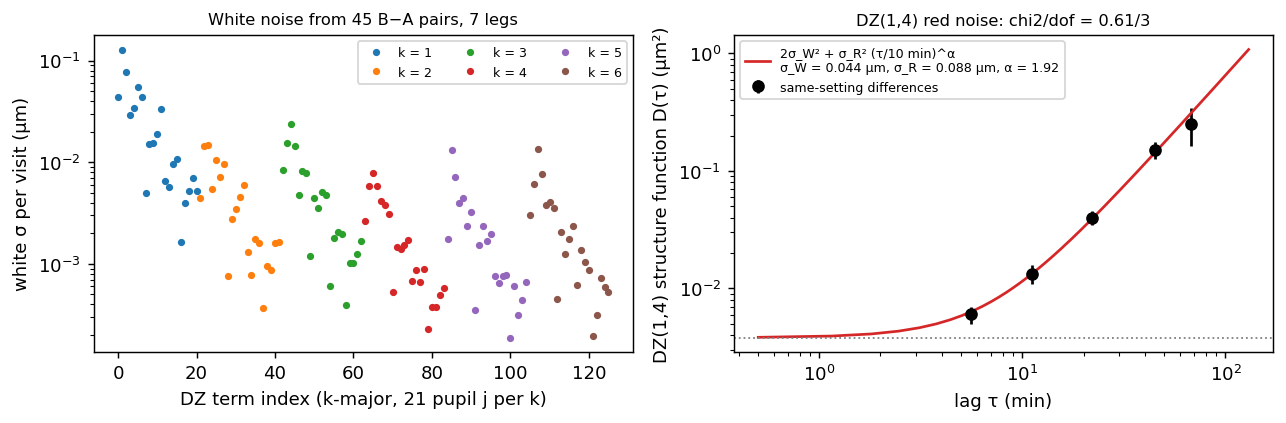 White noise from 45 B−A pairs, 7 legs
white σ per visit (μm)
10⁻¹
10⁻²
10⁻³
k = 1
k = 2
k = 3
k = 4
k = 5
k = 6
0
20
40
60
80
100
120
DZ term index (k-major, 21 pupil j per k)
DZ(1,4) red noise: chi2/dof = 0.61/3
DZ(1,4) structure function D(τ) (μm²)
10⁰
10⁻¹
10⁻²
2σ_W² + σ_R² (τ/10 min)^α
σ_W = 0.044 μm, σ_R = 0.088 μm, α = 1.92
same-setting differences
10⁰
10¹
10²
lag τ (min)